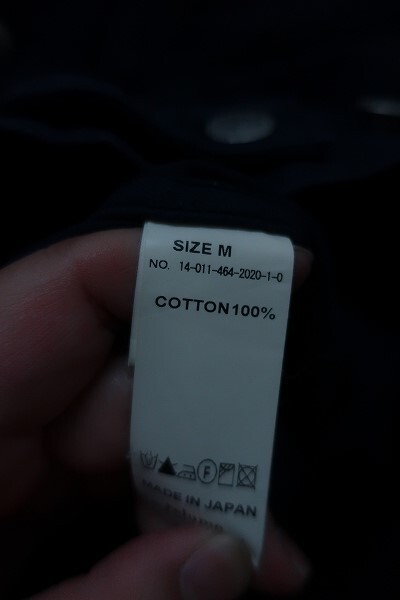 SIZE M
NO. 14-011-464-2020-1-0
COTTON100%
F
MADE IN JAPAN